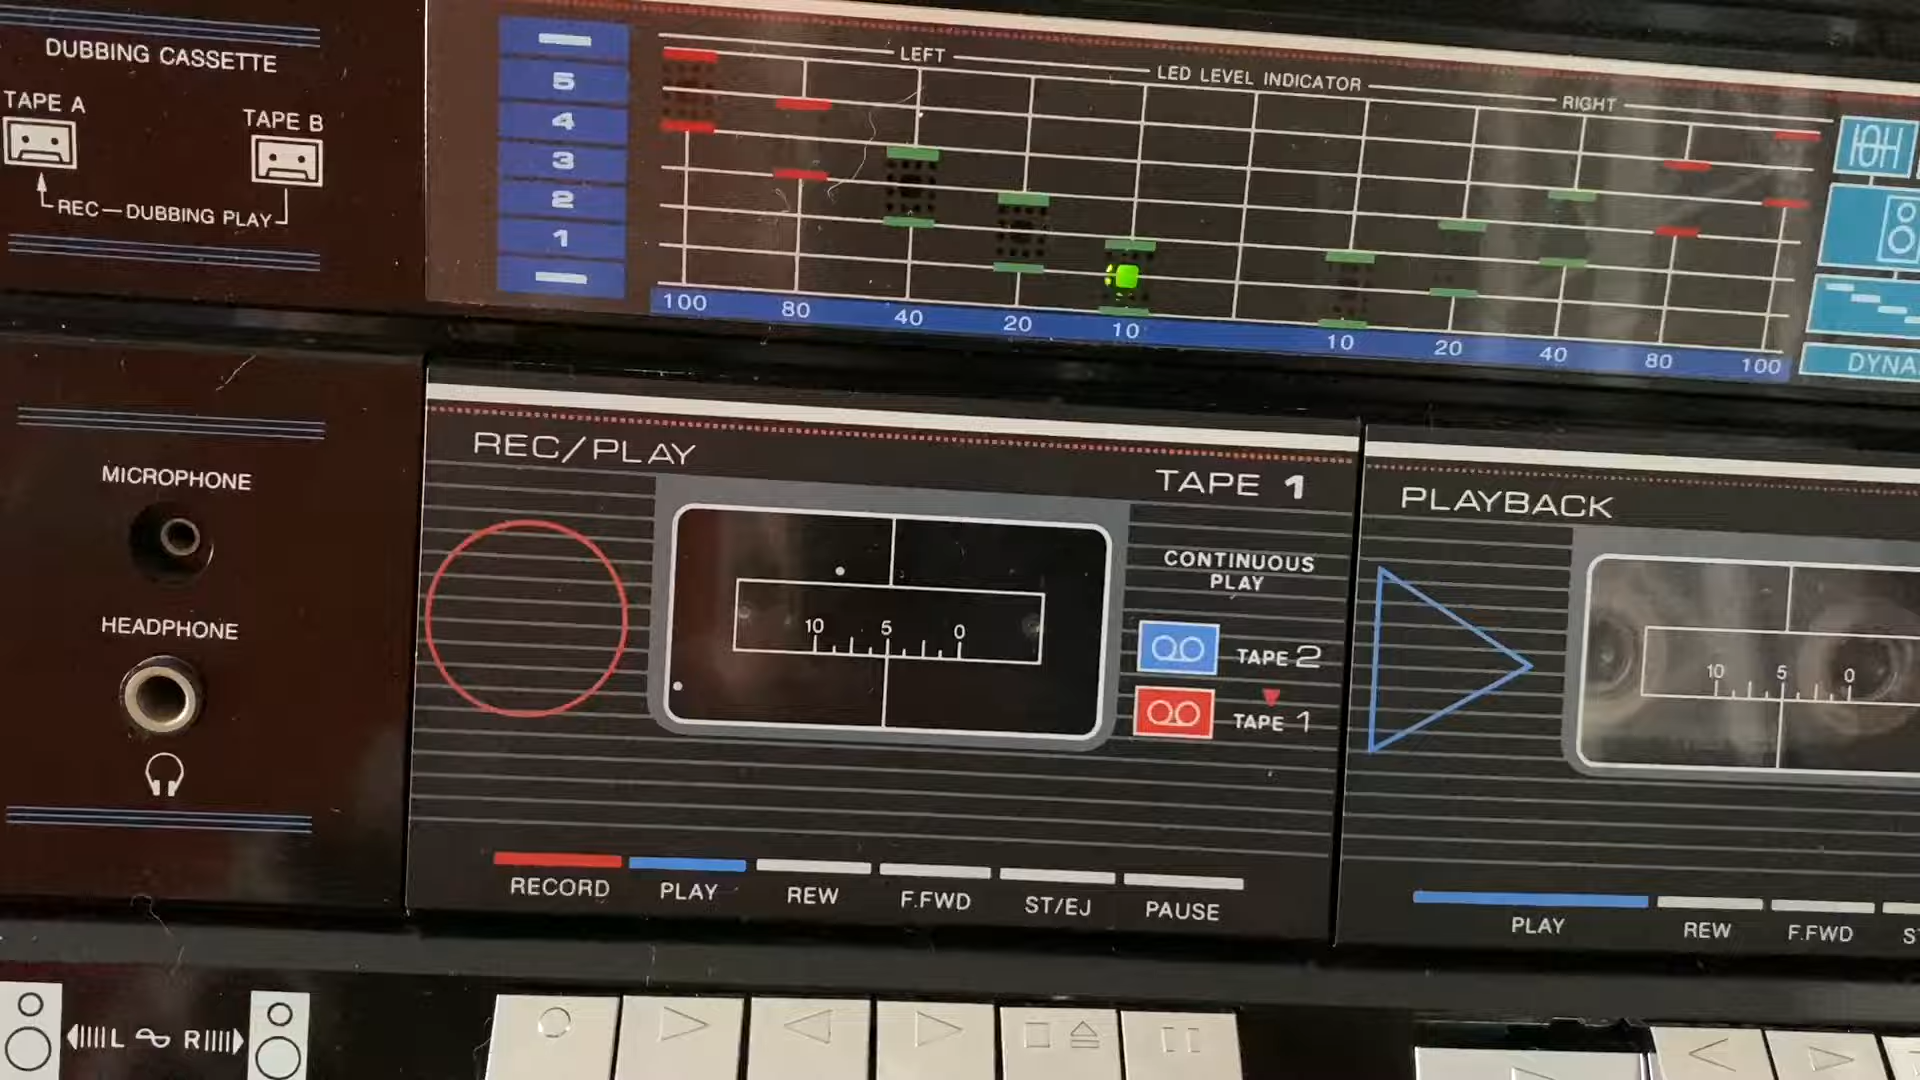 DUBBING CASSETTE
TAPE A
TAPE B
REC—DUBBING PLAY
5
4
3
2
1
LEFT
LED LEVEL INDICATOR
RIGHT
100 80 40 20 10 10 20 40 80 100
MICROPHONE
HEADPHONE
REC/PLAY
TAPE 1
CONTINUOUS
PLAY
TAPE 2
TAPE 1
10 5 0
RECORD PLAY REW F.FWD ST/EJ PAUSE
PLAYBACK
10 5 0
PLAY REW F.FWD
L R